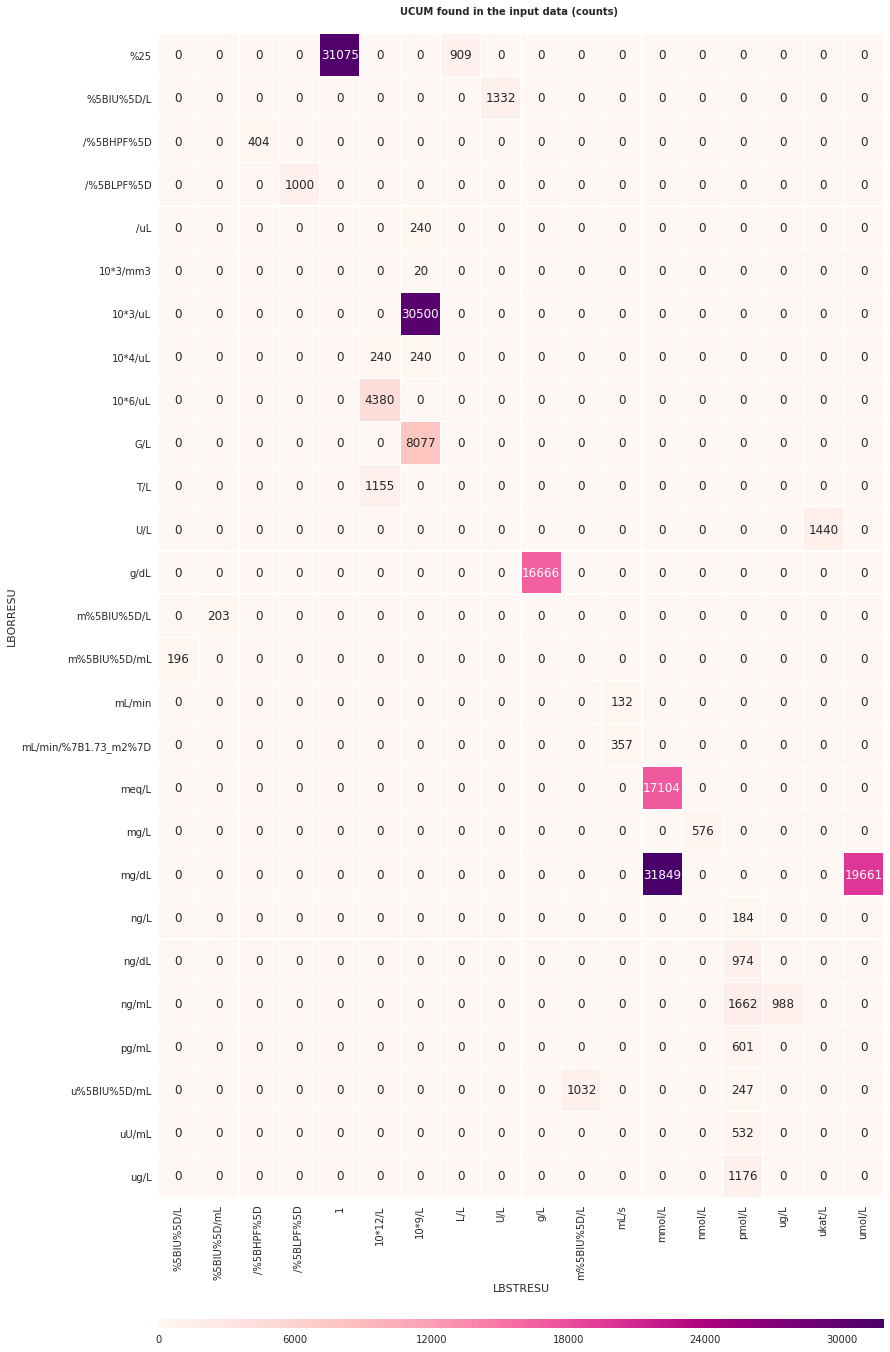 UCUM found in the input data (counts)
%25 0 0 0 0 31075 0 0 909 0 0 0 0 0 0 0 0 0 0
%5BIU%5D/L 0 0 0 0 0 0 0 0 1332 0 0 0 0 0 0 0 0 0
/%5BHPF%5D 0 0 404 0 0 0 0 0 0 0 0 0 0 0 0 0 0 0
/%5BLPF%5D 0 0 0 1000 0 0 0 0 0 0 0 0 0 0 0 0 0 0
/uL 0 0 0 0 0 0 240 0 0 0 0 0 0 0 0 0 0 0
10*3/mm3 0 0 0 0 0 0 20 0 0 0 0 0 0 0 0 0 0 0
10*3/uL 0 0 0 0 0 0 30500 0 0 0 0 0 0 0 0 0 0 0
10*4/uL 0 0 0 0 0 240 240 0 0 0 0 0 0 0 0 0 0 0
10*6/uL 0 0 0 0 0 4380 0 0 0 0 0 0 0 0 0 0 0 0
G/L 0 0 0 0 0 0 8077 0 0 0 0 0 0 0 0 0 0 0
T/L 0 0 0 0 0 1155 0 0 0 0 0 0 0 0 0 0 0 0
U/L 0 0 0 0 0 0 0 0 0 0 0 0 0 0 0 0 1440 0
g/dL 0 0 0 0 0 0 0 0 0 16666 0 0 0 0 0 0 0 0
LBORRESU
m%5BIU%5D/L 0 203 0 0 0 0 0 0 0 0 0 0 0 0 0 0 0 0
m%5BIU%5D/mL 196 0 0 0 0 0 0 0 0 0 0 0 0 0 0 0 0 0
mL/min 0 0 0 0 0 0 0 0 0 0 0 132 0 0 0 0 0 0
mL/min/%7B1.73_m2%7D 0 0 0 0 0 0 0 0 0 0 0 357 0 0 0 0 0 0
meq/L 0 0 0 0 0 0 0 0 0 0 0 0 17104 0 0 0 0 0
mg/L 0 0 0 0 0 0 0 0 0 0 0 0 0 576 0 0 0 0
mg/dL 0 0 0 0 0 0 0 0 0 0 0 0 31849 0 0 0 0 19661
ng/L 0 0 0 0 0 0 0 0 0 0 0 0 0 0 184 0 0 0
ng/dL 0 0 0 0 0 0 0 0 0 0 0 0 0 0 974 0 0 0
ng/mL 0 0 0 0 0 0 0 0 0 0 0 0 0 0 1662 988 0 0
pg/mL 0 0 0 0 0 0 0 0 0 0 0 0 0 0 601 0 0 0
u%5BIU%5D/mL 0 0 0 0 0 0 0 0 0 0 1032 0 0 0 247 0 0 0
uU/mL 0 0 0 0 0 0 0 0 0 0 0 0 0 0 532 0 0 0
ug/L 0 0 0 0 0 0 0 0 0 0 0 0 0 0 1176 0 0 0
%5BIU%5D/L %5BIU%5D/mL /%5BHPF%5D /%5BLPF%5D 1 10*12/L 10*9/L L/L U/L g/L m%5BIU%5D/L mL/s mmol/L nmol/L pmol/L ug/L ukat/L umol/L
LBSTRESU
0 6000 12000 18000 24000 30000